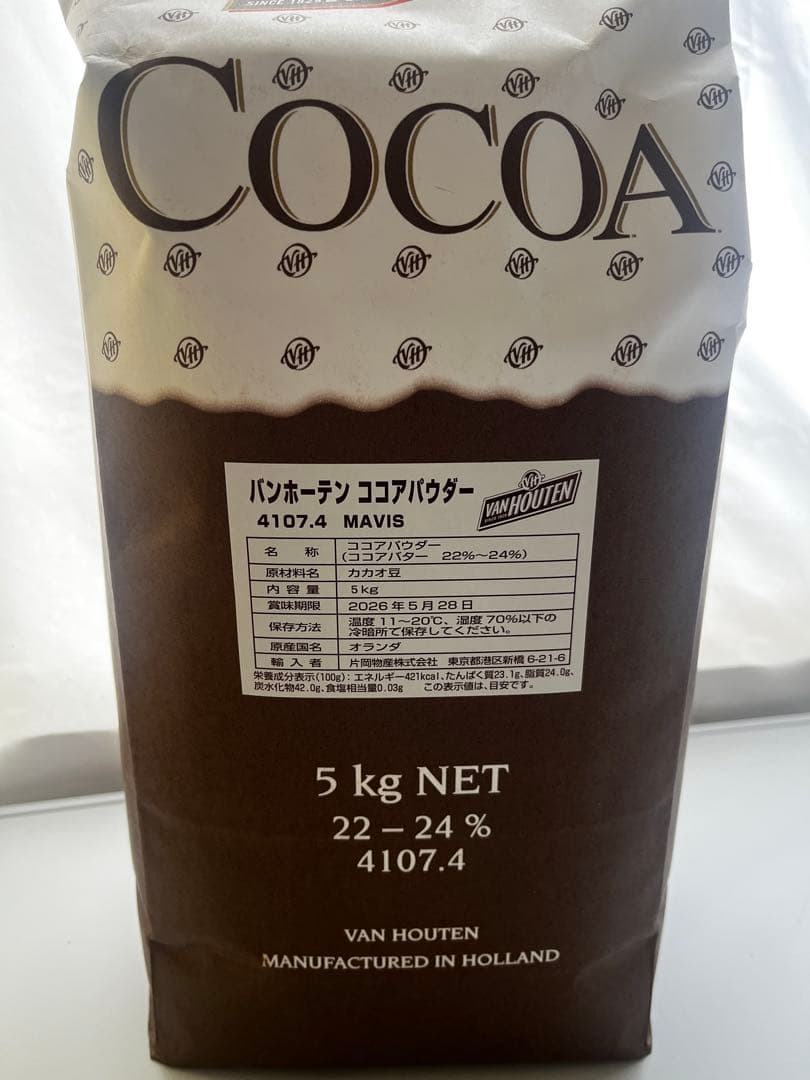 SINCE 1828
COCOA
バンホーテン ココアパウダー
VH
VAN HOUTEN
4107.4 MAVIS
名 称 ココアパウダー
(ココアバター 22%～24%)
原材料名 カカオ豆
内容量 5kg
賞味期限 2026年5月28日
保存方法 温度 11～20℃、湿度 70%以下の
冷暗所で保存してください。
原産国名 オランダ
輸入者 片岡物産株式会社 東京都港区新橋 6-21-6
栄養成分表示(100g): エネルギー421kcal、たんぱく質23.1g、脂質24.0g、
炭水化物42.0g、食塩相当量0.03g この表示値は、目安です。
5 kg NET
22 – 24 %
4107.4
VAN HOUTEN
MANUFACTURED IN HOLLAND